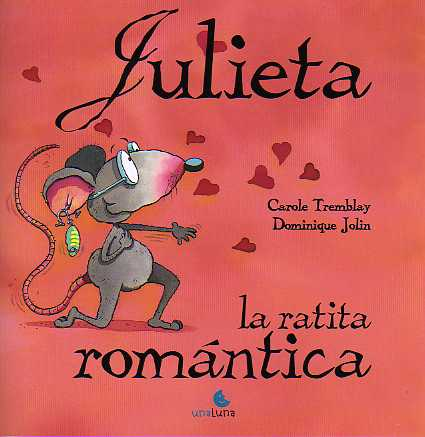 Julieta
Carole Tremblay
Dominique Jolin
la ratita
romántica
unaLuna